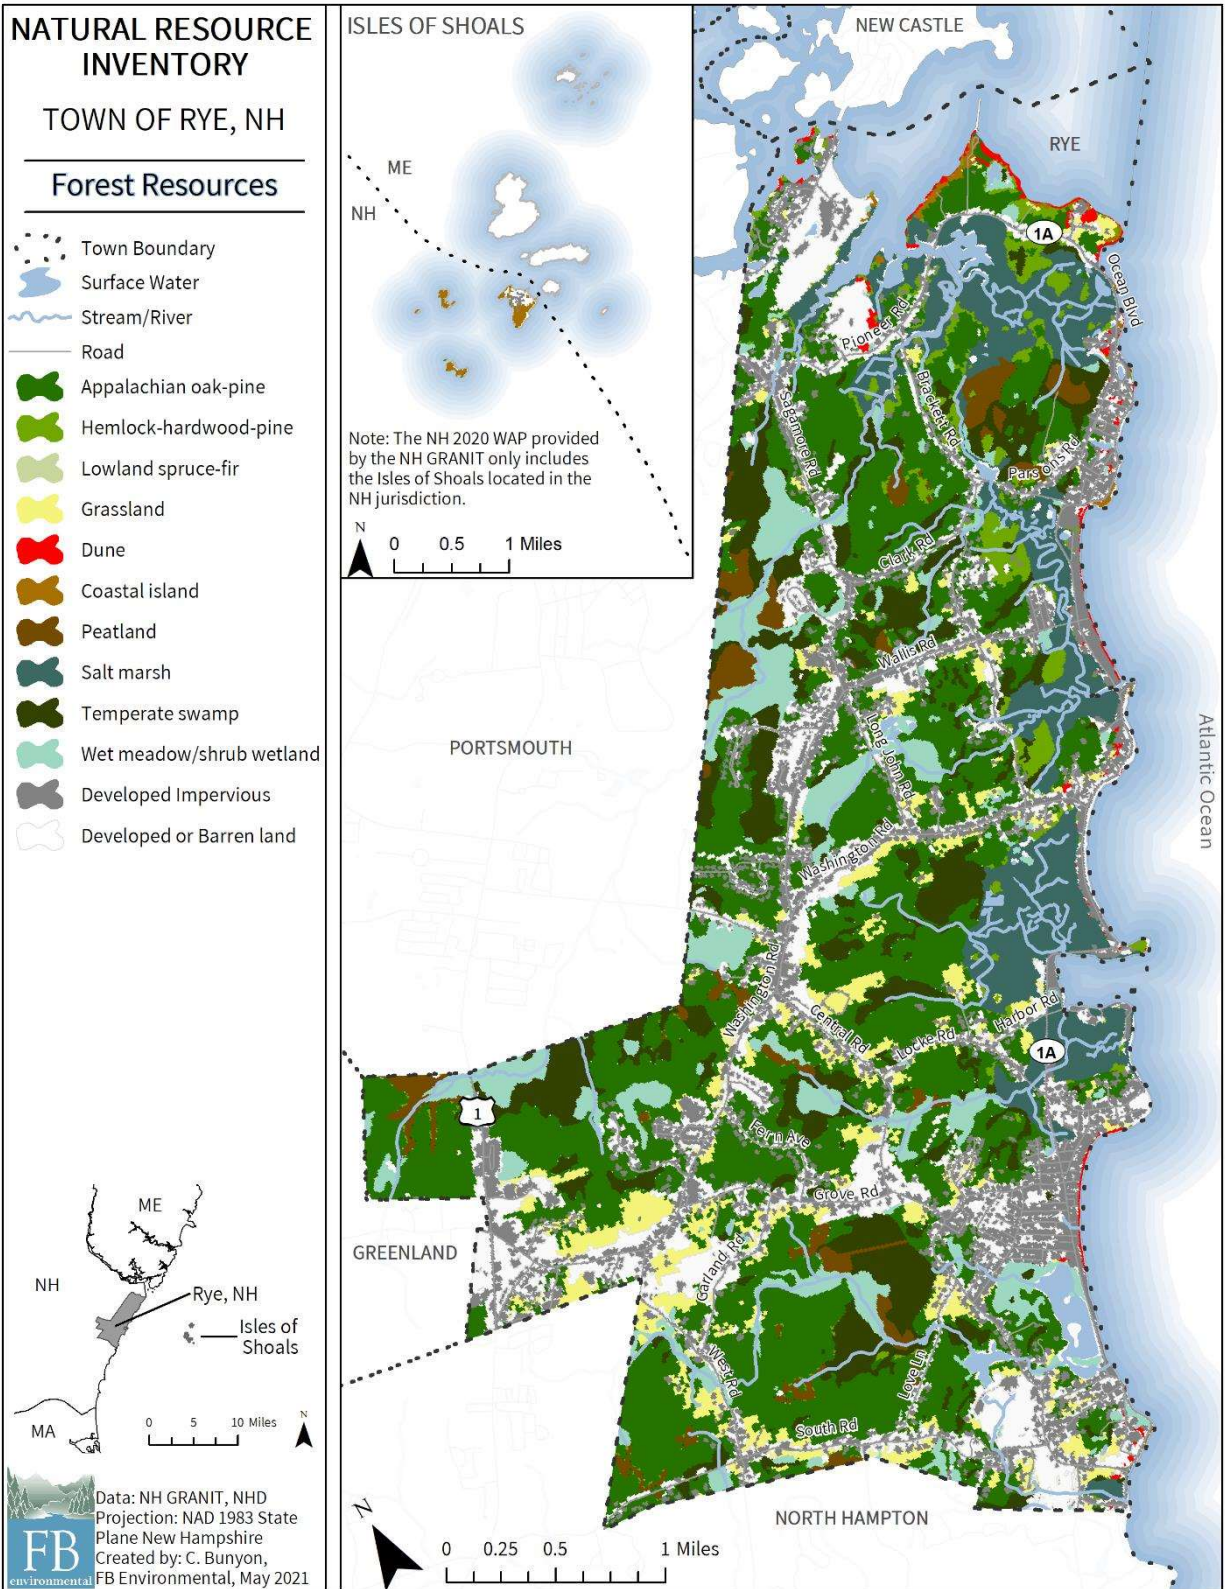 NATURAL RESOURCE
INVENTORY
TOWN OF RYE, NH
Forest Resources
Town Boundary
Surface Water
Stream/River
Road
Appalachian oak-pine
Hemlock-hardwood-pine
Lowland spruce-fir
Grassland
Dune
Coastal island
Peatland
Salt marsh
Temperate swamp
Wet meadow/shrub wetland
Developed Impervious
Developed or Barren land
ME
NH
Rye, NH
Isles of
Shoals
MA
0 5 10 Miles
N
FB
environmental
Data: NH GRANIT, NHD
Projection: NAD 1983 State
Plane New Hampshire
Created by: C. Bunyon,
FB Environmental, May 2021
ISLES OF SHOALS
ME
NH
Note: The NH 2020 WAP provided
by the NH GRANIT only includes
the Isles of Shoals located in the
NH jurisdiction.
N
0 0.5 1 Miles
NEW CASTLE
RYE
1A
Ocean Blvd
Pioneer Rd
Brackett Rd
Sagamore Rd
Parsons Rd
Clark Rd
Wallis Rd
Long John Rd
PORTSMOUTH
Atlantic Ocean
Washington Rd
Washington Rd
Central Rd
Locke Rd
Harbor Rd
1A
1
Fern Ave
Grove Rd
GREENLAND
Garland Rd
West Rd
Love Ln
South Rd
NORTH HAMPTON
N
0 0.25 0.5 1 Miles